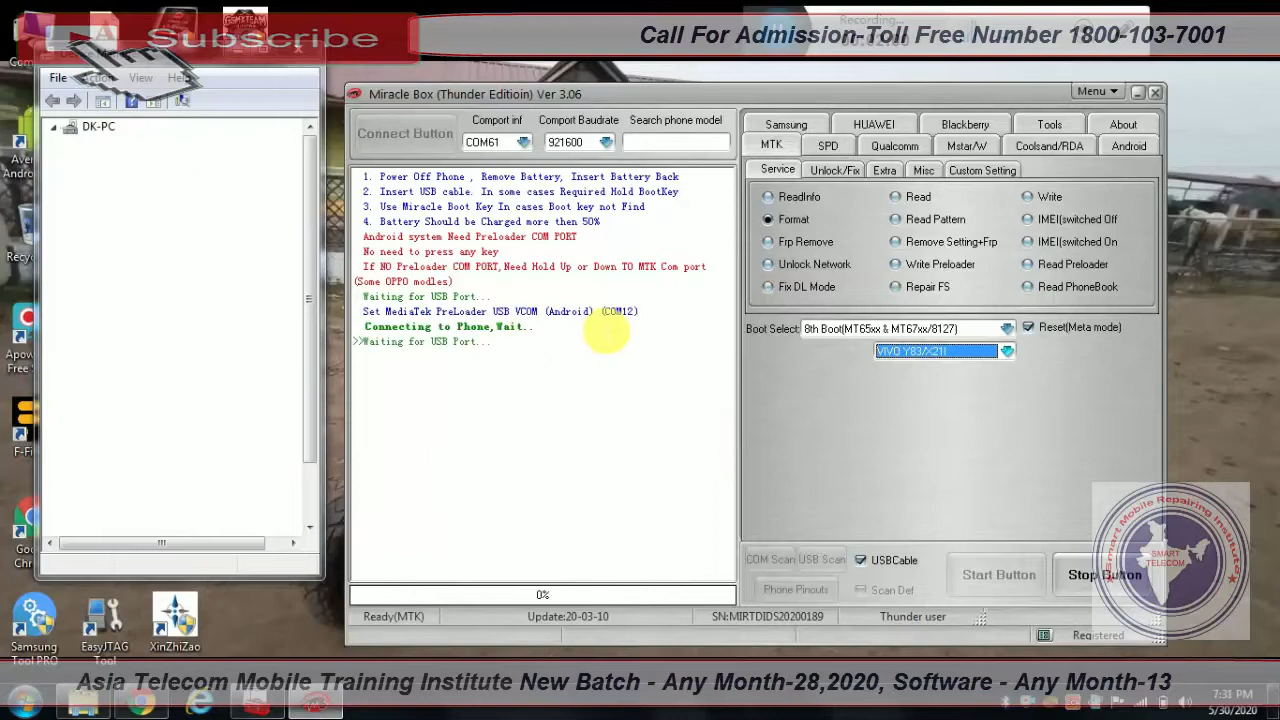 Subscribe
Recording...
Call For Admission-Toll Free Number 1800-103-7001
File Action View Help
DK-PC
Miracle Box (Thunder Editioin) Ver 3.06
Menu
Connect Button
Comport inf
Comport Baudrate
Search phone model
COM61
921600
1. Power Off Phone , Remove Battery, Insert Battery Back
2. Insert USB cable. In some cases Required Hold BootKey
3. Use Miracle Boot Key In cases Boot key not Find
4. Battery Should be Charged more then 50%
Android system Need Preloader COM PORT
No need to press any key
If NO Preloader COM PORT,Need Hold Up or Down TO MTK Com port
(Some OPPO modles)
Waiting for USB Port...
Set MediaTek PreLoader USB VCOM (Android) (COM12)
Connecting to Phone,Wait..
>>Waiting for USB Port...
0%
Samsung HUAWEI Blackberry Tools About
MTK SPD Qualcomm Mstar/W Coolsand/RDA Android
Service Unlock/Fix Extra Misc Custom Setting
ReadInfo Read Write
Format Read Pattern IMEI(switched Off
Frp Remove Remove Setting+Frp IMEI(switched On
Unlock Network Write Preloader Read Preloader
Fix DL Mode Repair FS Read PhoneBook
Boot Select: 8th Boot(MT65xx & MT67xx/8127) Reset(Meta mode)
VIVO Y83/X21I
COM Scan USB Scan USBCable
Phone Pinouts Scan Def
Start Button
Stop Button
Ready(MTK) Update:20-03-10 SN:MIRTDIDS20200189 Thunder user
Registered
Smart Mobile Repairing Institute
SMART
TELECOM
Samsung
Tool PRO
EasyJTAG
Tool
XinZhiZao
Asia Telecom Mobile Training Institute New Batch - Any Month-28,2020, Software - Any Month-13
7:31 PM
5/30/2020